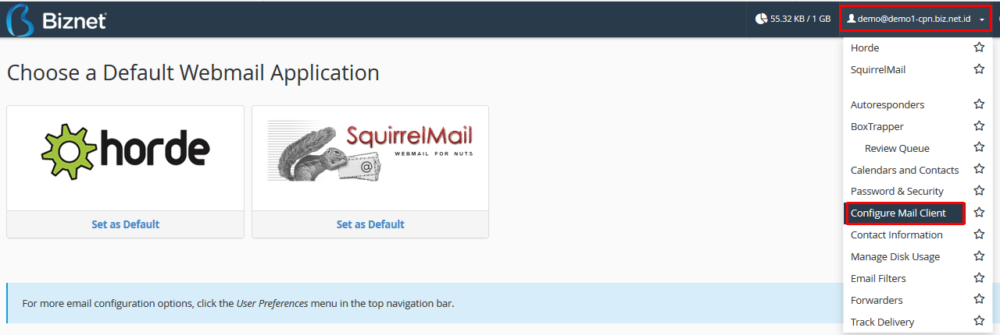 Biznet
55.32 KB / 1 GB
demo@demo1-cpn.biz.net.id
Choose a Default Webmail Application
horde
Set as Default
SquirrelMail
WEBMAIL FOR NUTS
@
Set as Default
For more email configuration options, click the User Preferences menu in the top navigation bar.
Horde
SquirrelMail
Autoresponders
BoxTrapper
Review Queue
Calendars and Contacts
Password & Security
Configure Mail Client
Contact Information
Manage Disk Usage
Email Filters
Forwarders
Track Delivery